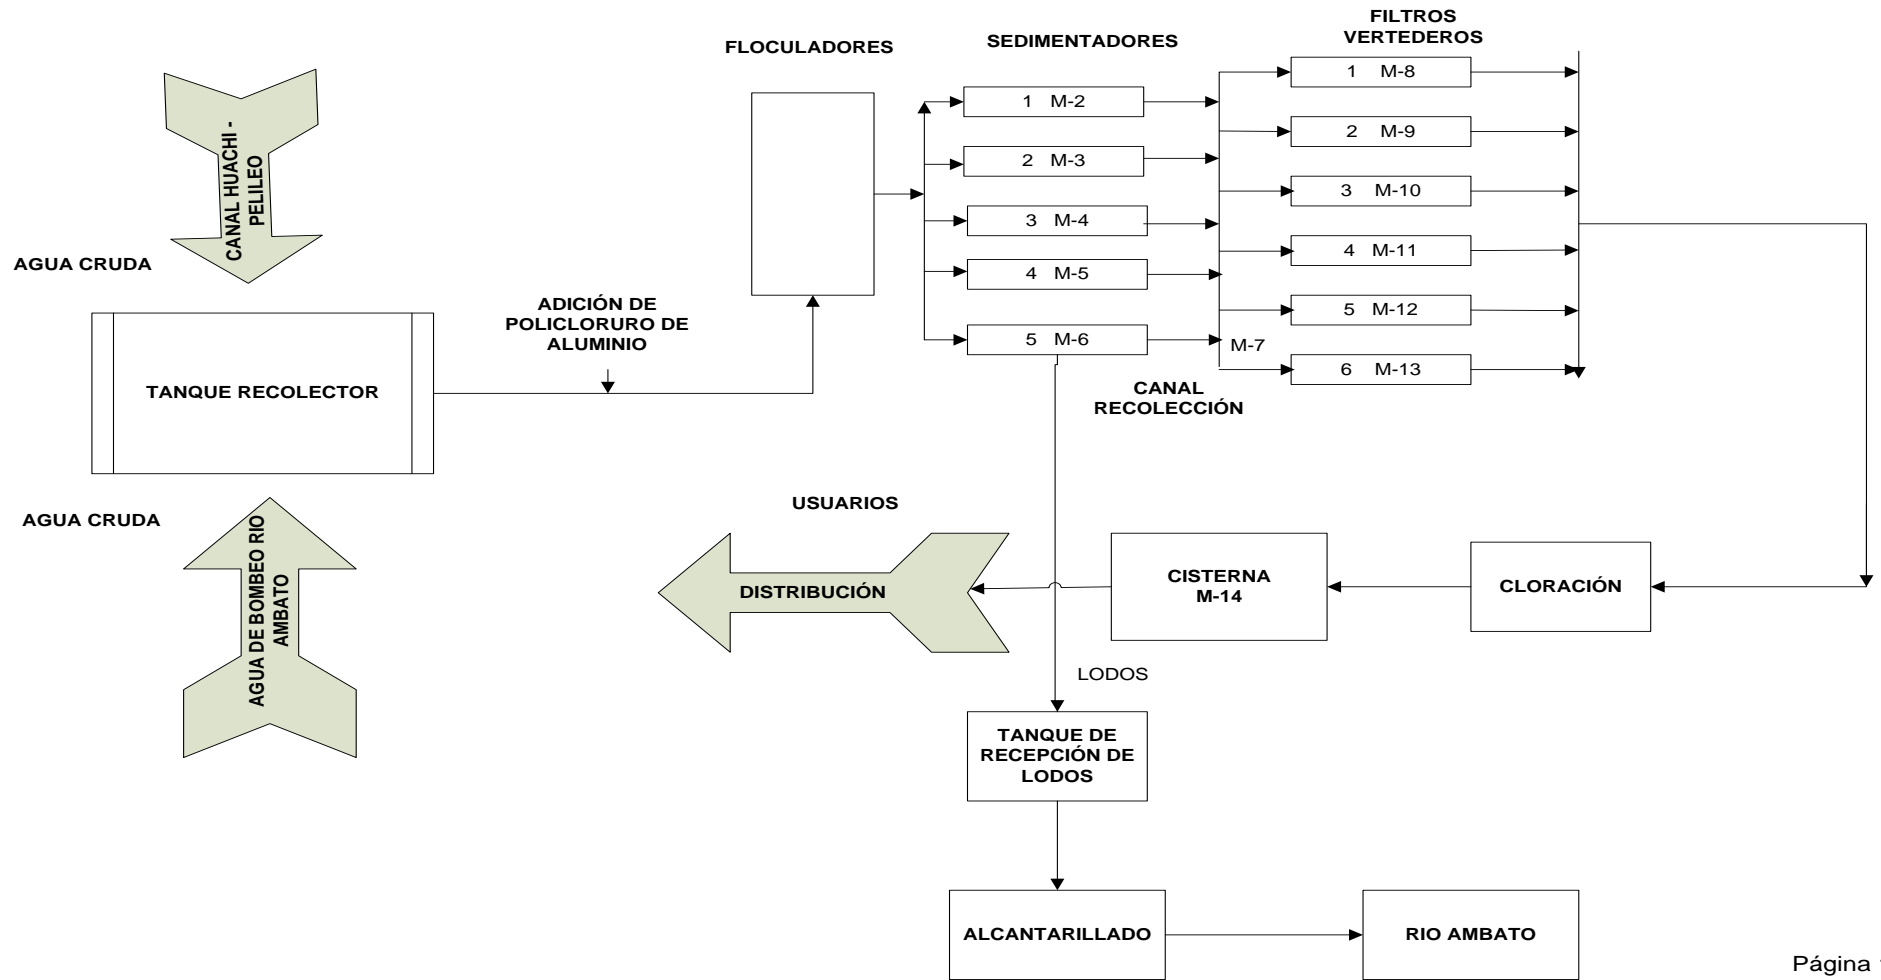 FLOCULADORES
SEDIMENTADORES
FILTROS
VERTEDEROS
CANAL HUACHI -
PELILEO
1 M-2
2 M-3
3 M-4
4 M-5
5 M-6
1 M-8
2 M-9
3 M-10
4 M-11
5 M-12
6 M-13
M-7
CANAL
RECOLECCIÓN
AGUA CRUDA
ADICIÓN DE
POLICLORURO DE
ALUMINIO
TANQUE RECOLECTOR
AGUA CRUDA
AGUA DE BOMBEO RIO
AMBATO
USUARIOS
DISTRIBUCIÓN
CISTERNA
M-14
CLORACIÓN
LODOS
TANQUE DE
RECEPCIÓN DE
LODOS
ALCANTARILLADO
RIO AMBATO
Página